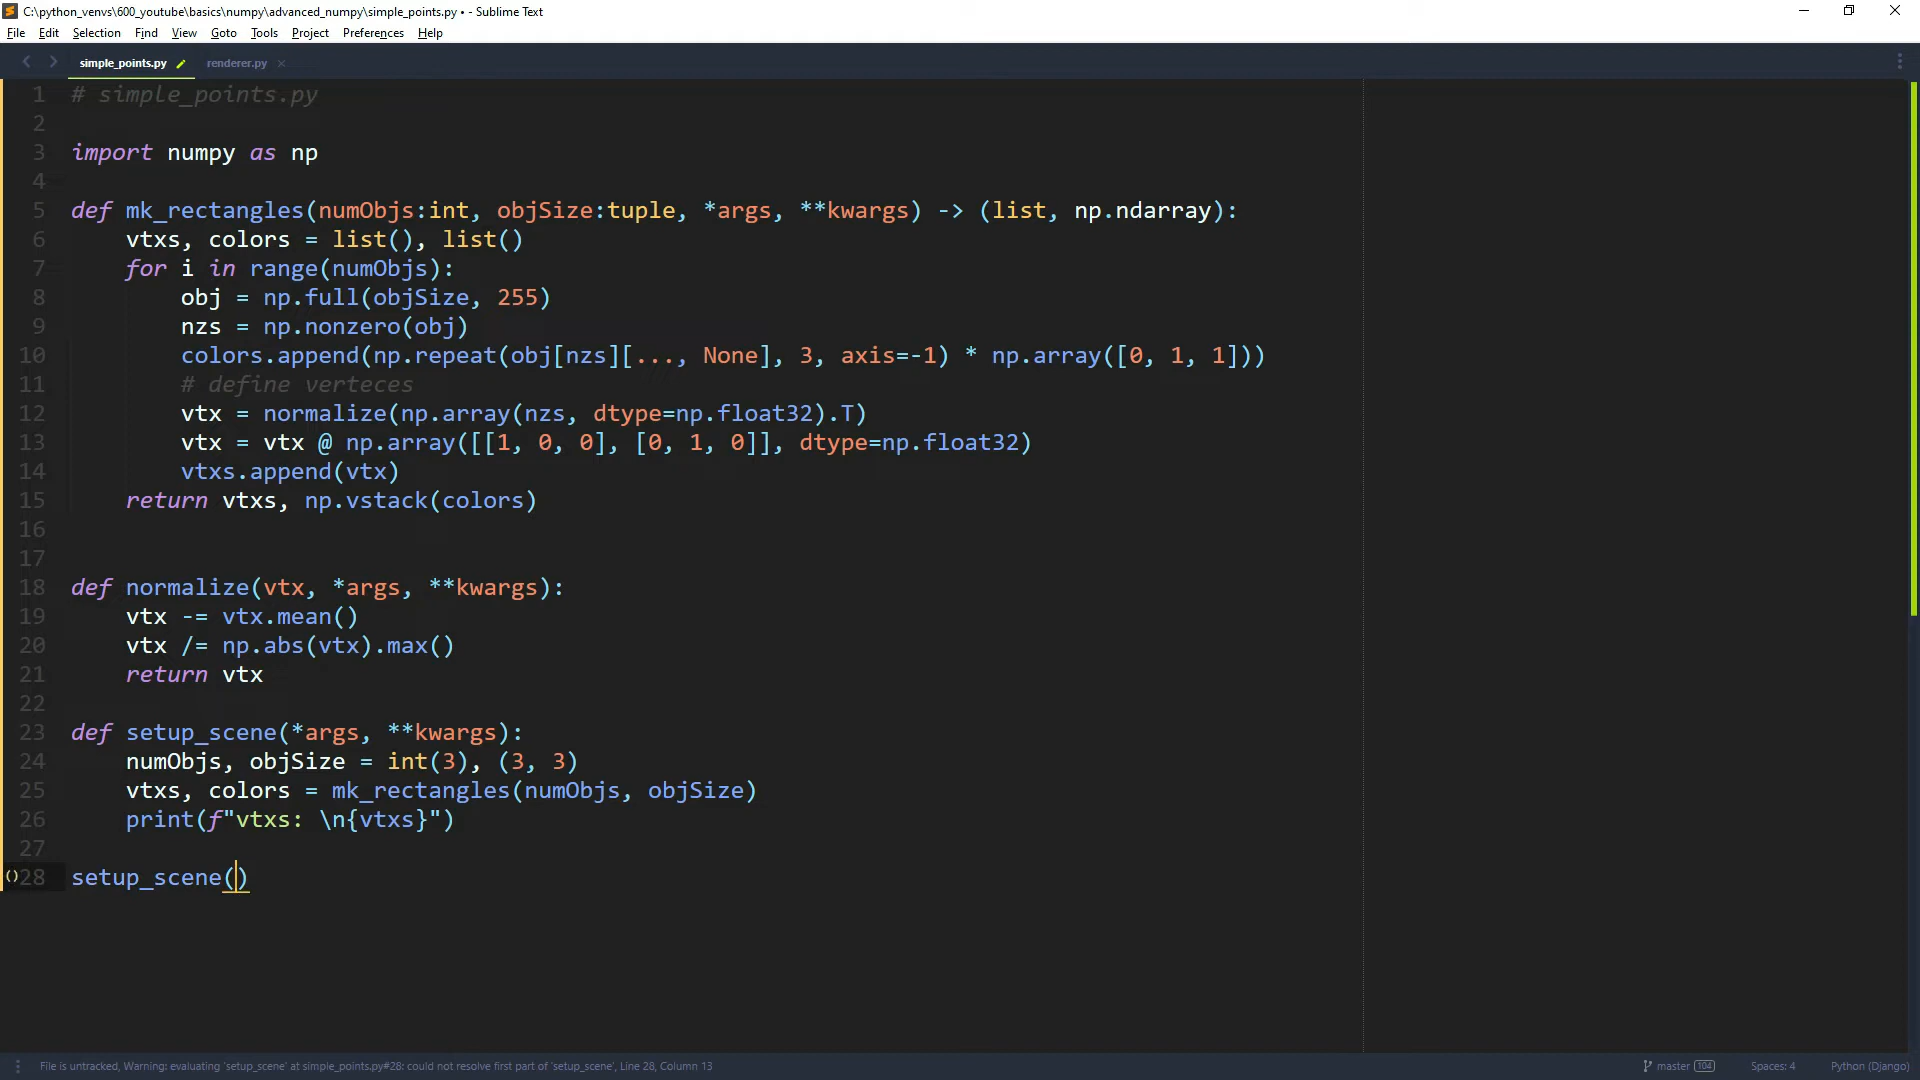 C:\python_venvs\600_youtube\basics\numpy\advanced_numpy\simple_points.py • - Sublime Text
File Edit Selection Find View Goto Tools Project Preferences Help
simple_points.py renderer.py
1 # simple_points.py
2
3 import numpy as np
4
5 def mk_rectangles(numObjs:int, objSize:tuple, *args, **kwargs) -> (list, np.ndarray):
6     vtxs, colors = list(), list()
7     for i in range(numObjs):
8         obj = np.full(objSize, 255)
9         nzs = np.nonzero(obj)
10         colors.append(np.repeat(obj[nzs][..., None], 3, axis=-1) * np.array([0, 1, 1]))
11         # define verteces
12         vtx = normalize(np.array(nzs, dtype=np.float32).T)
13         vtx = vtx @ np.array([[1, 0, 0], [0, 1, 0]], dtype=np.float32)
14         vtxs.append(vtx)
15     return vtxs, np.vstack(colors)
16
17
18 def normalize(vtx, *args, **kwargs):
19     vtx -= vtx.mean()
20     vtx /= np.abs(vtx).max()
21     return vtx
22
23 def setup_scene(*args, **kwargs):
24     numObjs, objSize = int(3), (3, 3)
25     vtxs, colors = mk_rectangles(numObjs, objSize)
26     print(f"vtxs: \n{vtxs}")
27
()28 setup_scene()
File is untracked, Warning: evaluating 'setup_scene' at simple_points.py#28: could not resolve first part of 'setup_scene', Line 28, Column 13 master 104 Spaces: 4 Python (Django)